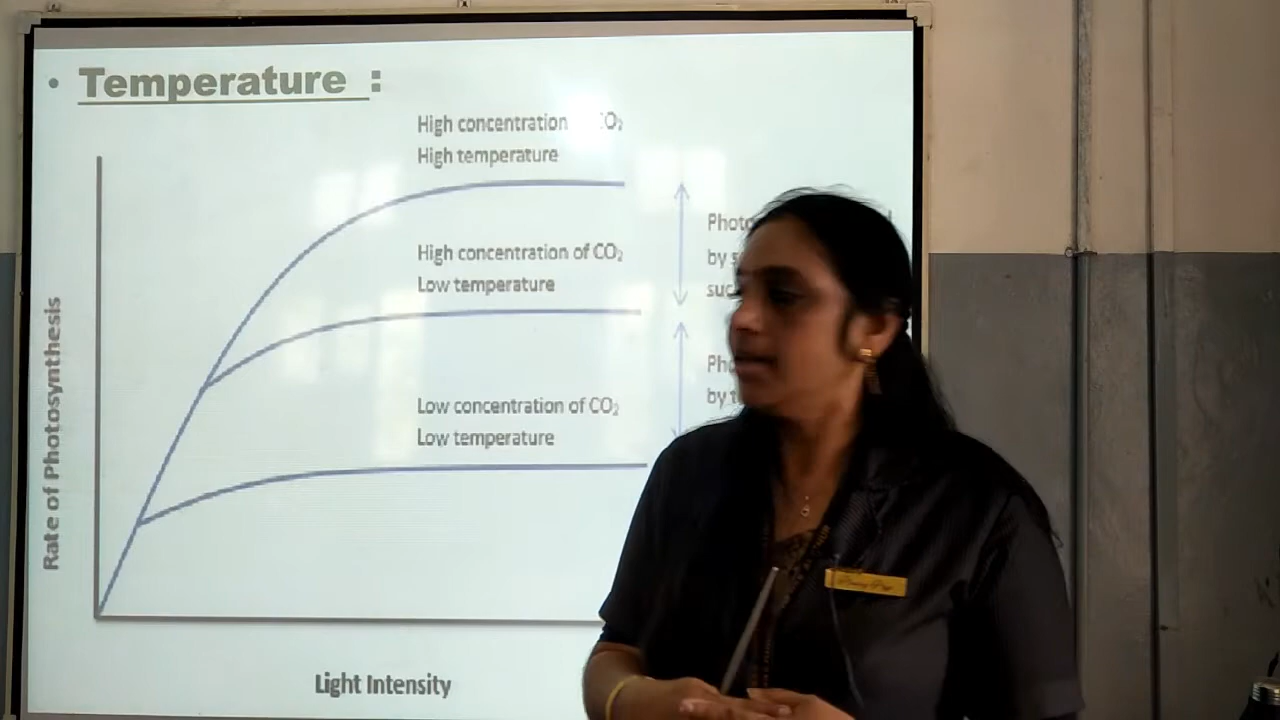 • Temperature :
High concentration CO₂
High temperature
High concentration of CO₂
Low temperature
Low concentration of CO₂
Low temperature
Rate of Photosynthesis
Light Intensity